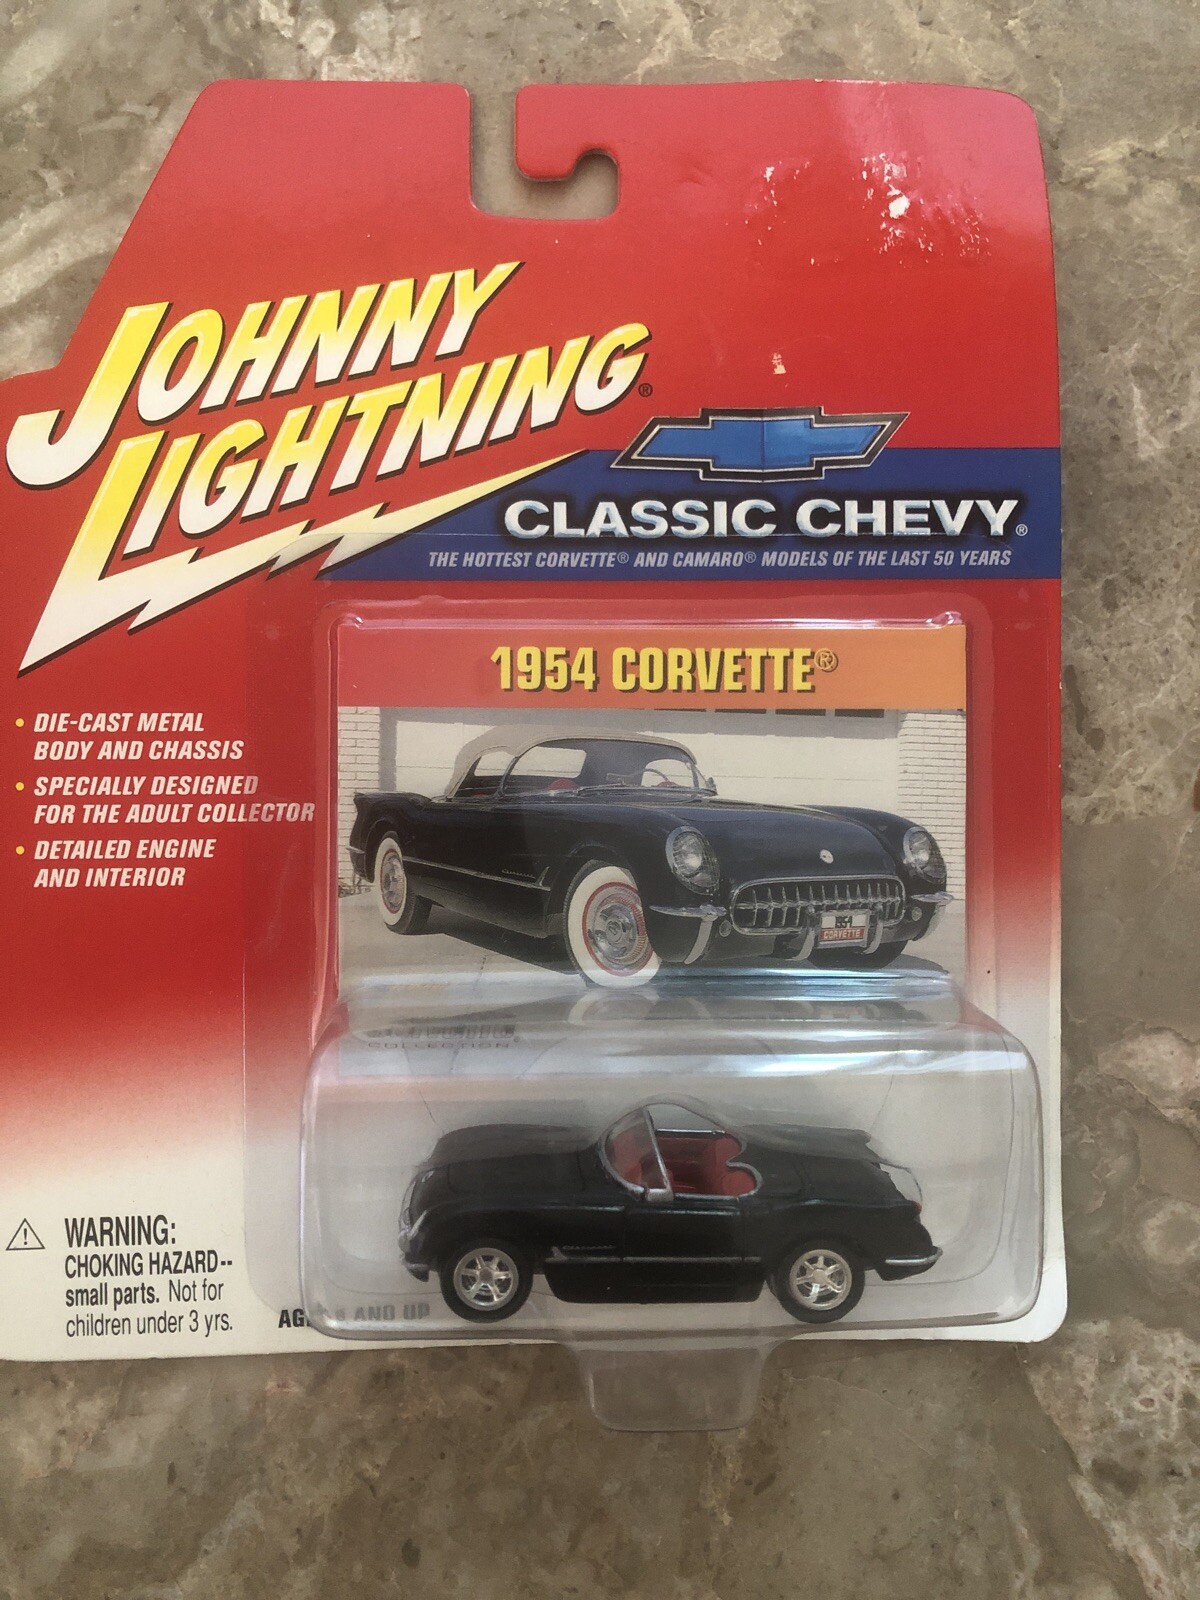 JOHNNY
LIGHTNING®
CLASSIC CHEVY®
THE HOTTEST CORVETTE® AND CAMARO® MODELS OF THE LAST 50 YEARS
1954 CORVETTE®
• DIE-CAST METAL
BODY AND CHASSIS
• SPECIALLY DESIGNED
FOR THE ADULT COLLECTOR
• DETAILED ENGINE
AND INTERIOR
1954
CORVETTE
COLLECTION
WARNING:
CHOKING HAZARD--
small parts. Not for
children under 3 yrs.
AND UP